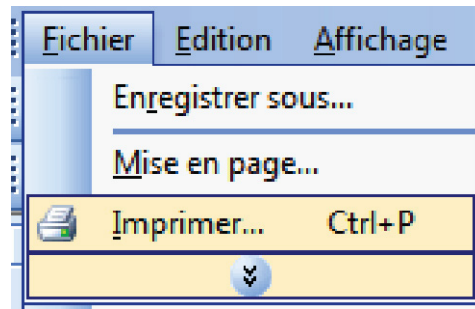 Fichier Edition Affichage
Enregistrer sous...
Mise en page...
Imprimer... Ctrl+P